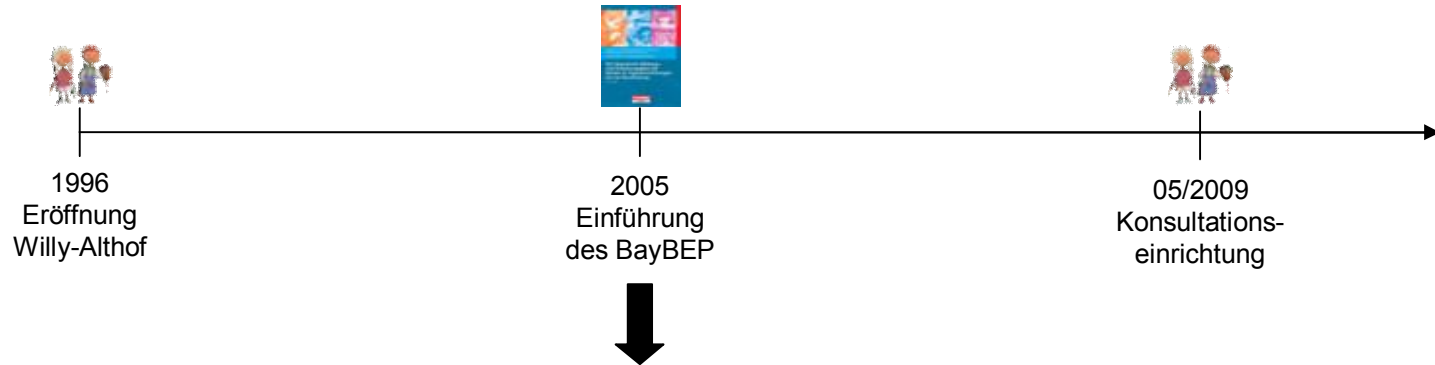 1996
Eröffnung
Willy-Althof
2005
Einführung
des BayBEP
05/2009
Konsultations-
einrichtung